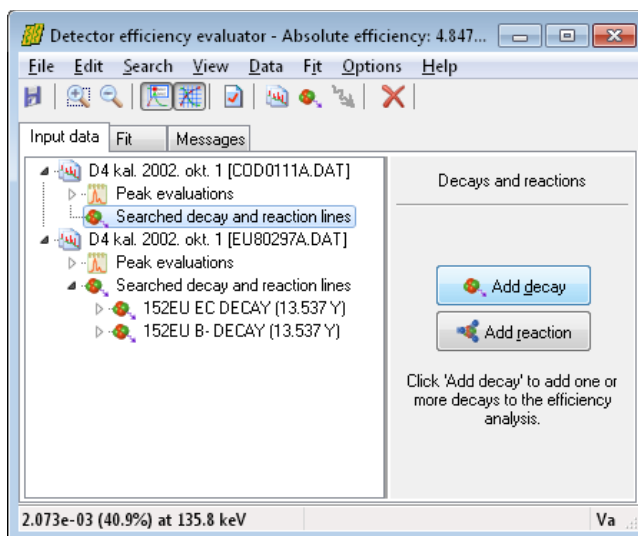 Detector efficiency evaluator - Absolute efficiency: 4.847...
File Edit Search View Data Fit Options Help
Input data Fit Messages
D4 kal. 2002. okt. 1 [COD0111A.DAT]
Peak evaluations
Searched decay and reaction lines
D4 kal. 2002. okt. 1 [EU80297A.DAT]
Peak evaluations
Searched decay and reaction lines
152EU EC DECAY (13.537 Y)
152EU B- DECAY (13.537 Y)
Decays and reactions
Add decay
Add reaction
Click 'Add decay' to add one or
more decays to the efficiency
analysis.
2.073e-03 (40.9%) at 135.8 keV
Va